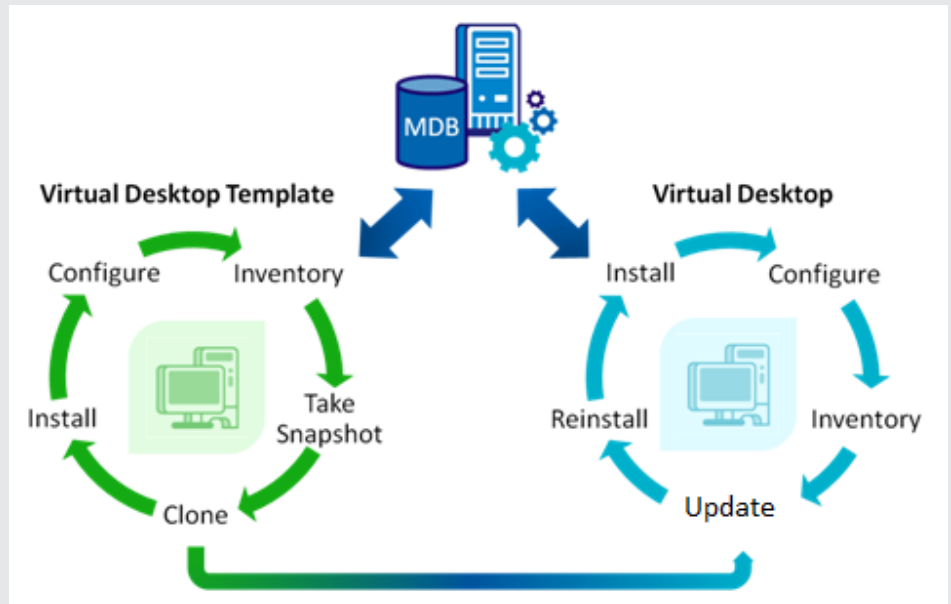 MDB
Virtual Desktop Template
Configure
Inventory
Take
Snapshot
Clone
Install
Virtual Desktop
Install
Configure
Inventory
Update
Reinstall